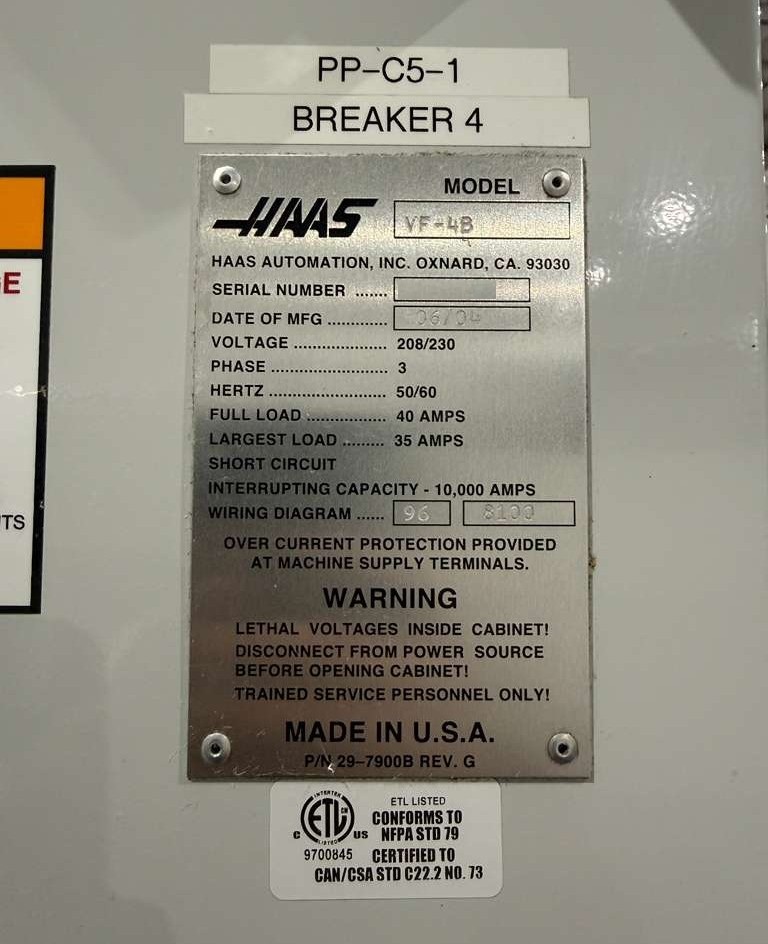 PP-C5-1
BREAKER 4
MODEL
HAAS VF-4B
HAAS AUTOMATION, INC. OXNARD, CA. 93030
SERIAL NUMBER .......
DATE OF MFG ............ 06/04
VOLTAGE .................... 208/230
PHASE ......................... 3
HERTZ ......................... 50/60
FULL LOAD ................. 40 AMPS
LARGEST LOAD ......... 35 AMPS
SHORT CIRCUIT
INTERRUPTING CAPACITY - 10,000 AMPS
WIRING DIAGRAM ...... 96 8100
OVER CURRENT PROTECTION PROVIDED
AT MACHINE SUPPLY TERMINALS.
WARNING
LETHAL VOLTAGES INSIDE CABINET!
DISCONNECT FROM POWER SOURCE
BEFORE OPENING CABINET!
TRAINED SERVICE PERSONNEL ONLY!
MADE IN U.S.A.
P/N 29-7900B REV. G
INTERTEK
ETL CM
LISTED
C US
9700845
ETL LISTED
CONFORMS TO
NFPA STD 79
CERTIFIED TO
CAN/CSA STD C22.2 NO. 73